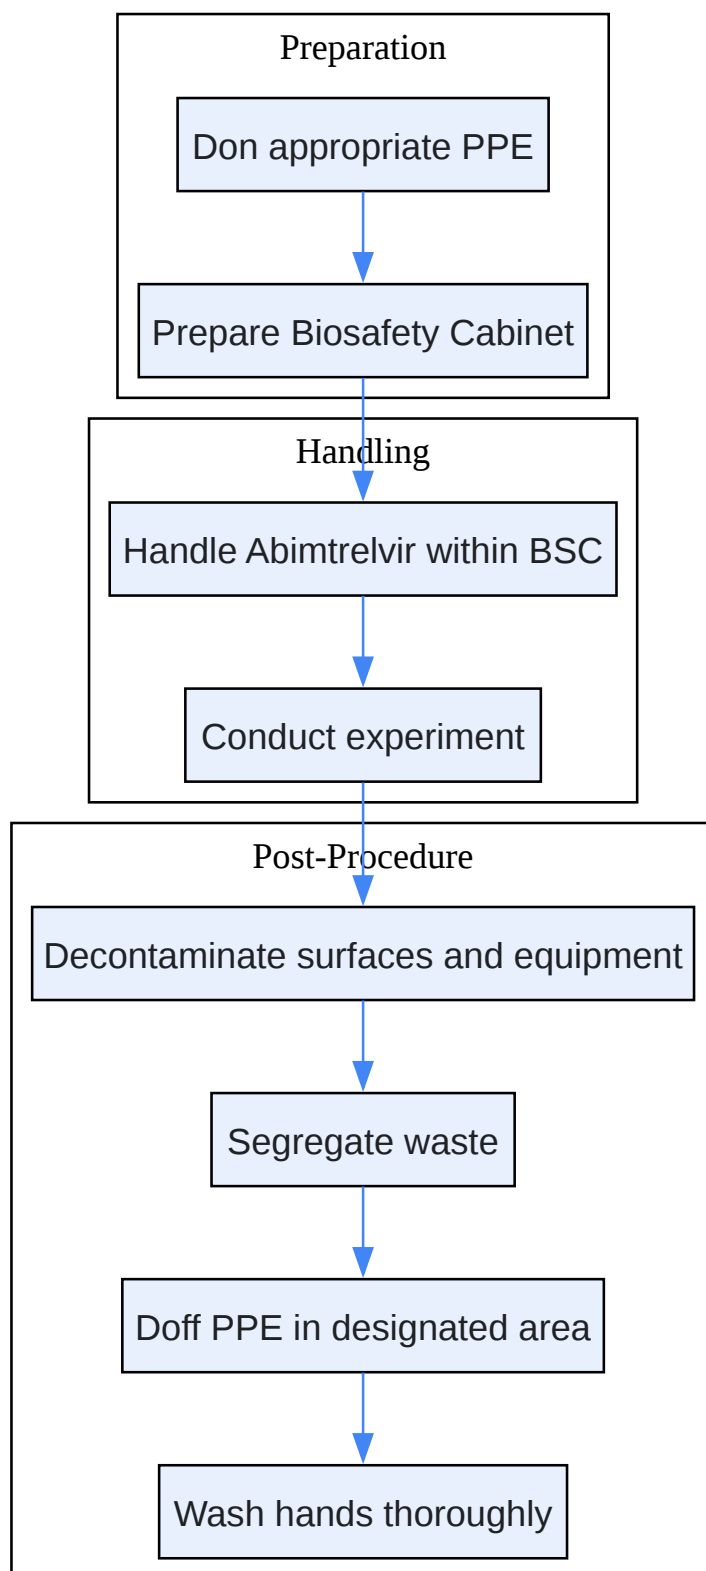 Preparation
Don appropriate PPE
Prepare Biosafety Cabinet
Handling
Handle Abimtrelvir within BSC
Conduct experiment
Post-Procedure
Decontaminate surfaces and equipment
Segregate waste
Doff PPE in designated area
Wash hands thoroughly